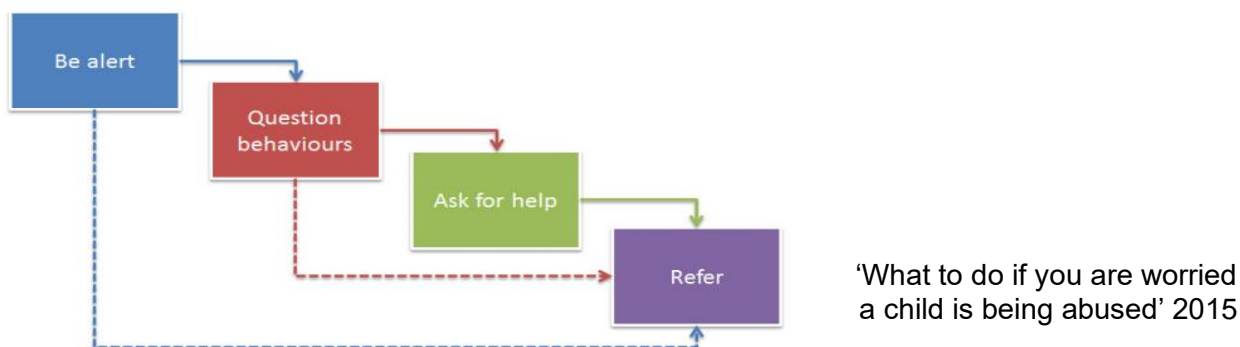 Be alert
Question
behaviours
Ask for help
Refer
‘What to do if you are worried
a child is being abused’ 2015